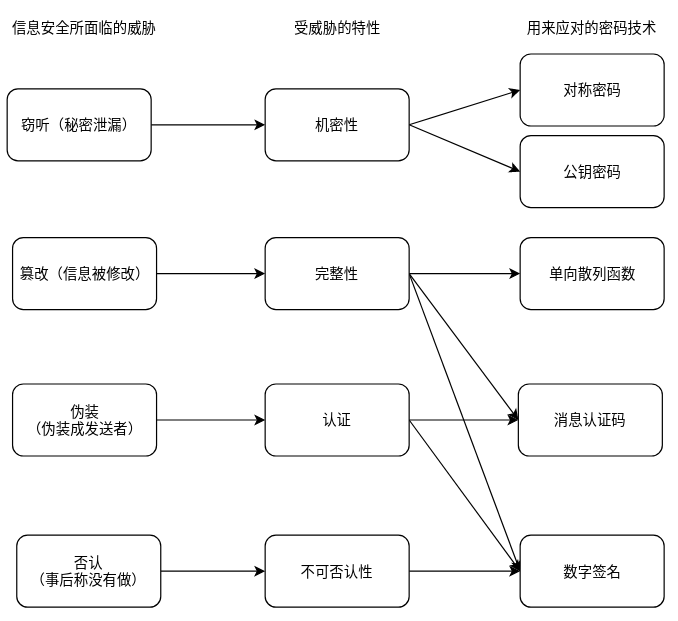 信息安全所面临的威胁
受威胁的特性
用来应对的密码技术
窃听（秘密泄漏）
机密性
对称密码
公钥密码
篡改（信息被修改）
完整性
单向散列函数
伪装
（伪装成发送者）
认证
消息认证码
否认
（事后称没有做）
不可否认性
数字签名